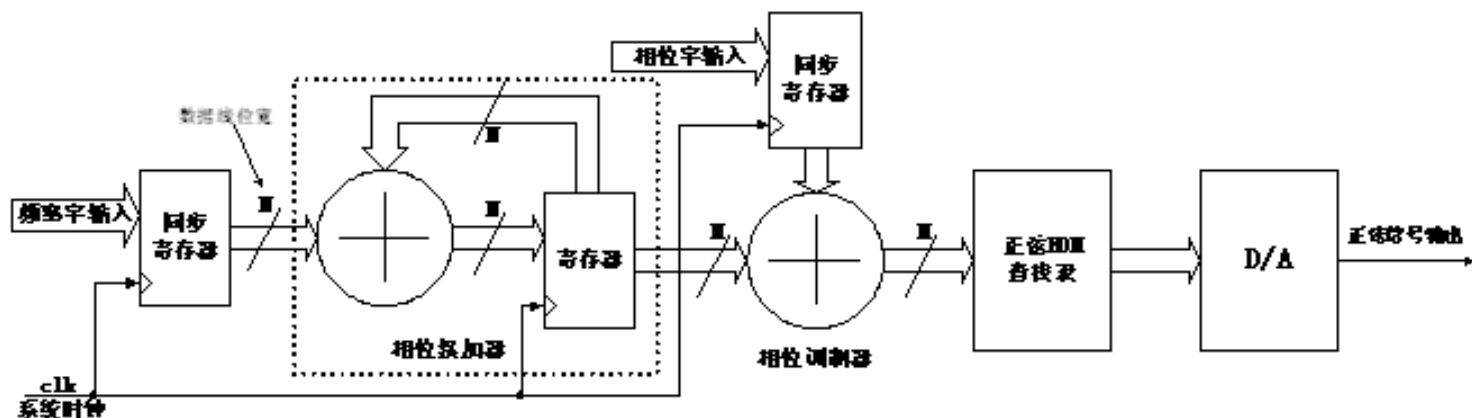 相位字输入
同步
寄存器
数据线位宽
频率字输入
同步
寄存器
寄存器
正弦ROM
查找表
D/A
正弦信号输出
相位累加器
相位调制器
clk
系统时钟